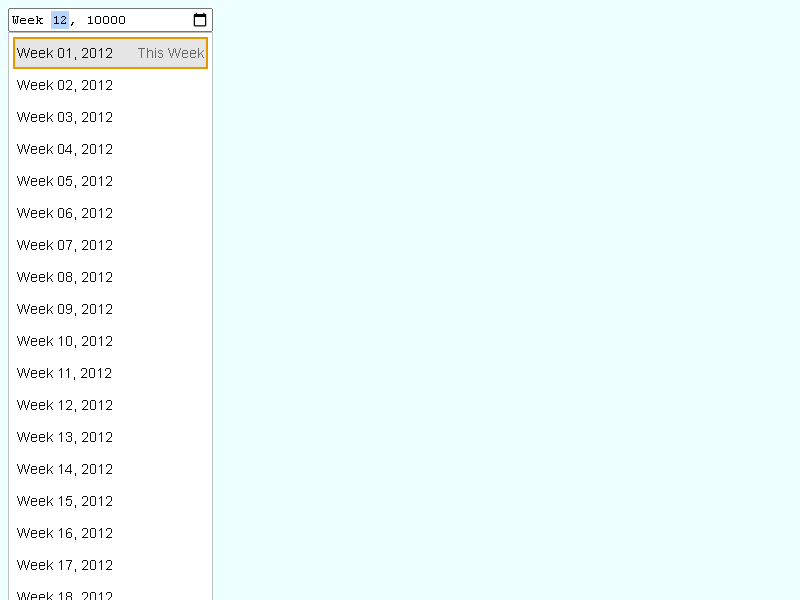 Week 12, 10000
Week 01, 2012 This Week
Week 02, 2012
Week 03, 2012
Week 04, 2012
Week 05, 2012
Week 06, 2012
Week 07, 2012
Week 08, 2012
Week 09, 2012
Week 10, 2012
Week 11, 2012
Week 12, 2012
Week 13, 2012
Week 14, 2012
Week 15, 2012
Week 16, 2012
Week 17, 2012
Week 18, 2012